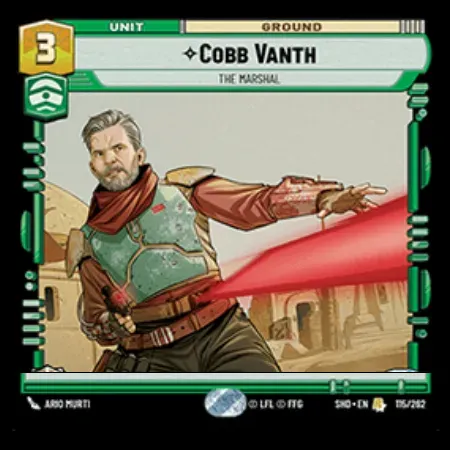 UNIT GROUND
3 ✧COBB VANTH
THE MARSHAL
ARIO MURTI © LFL © FFG SHD • EN 115/262